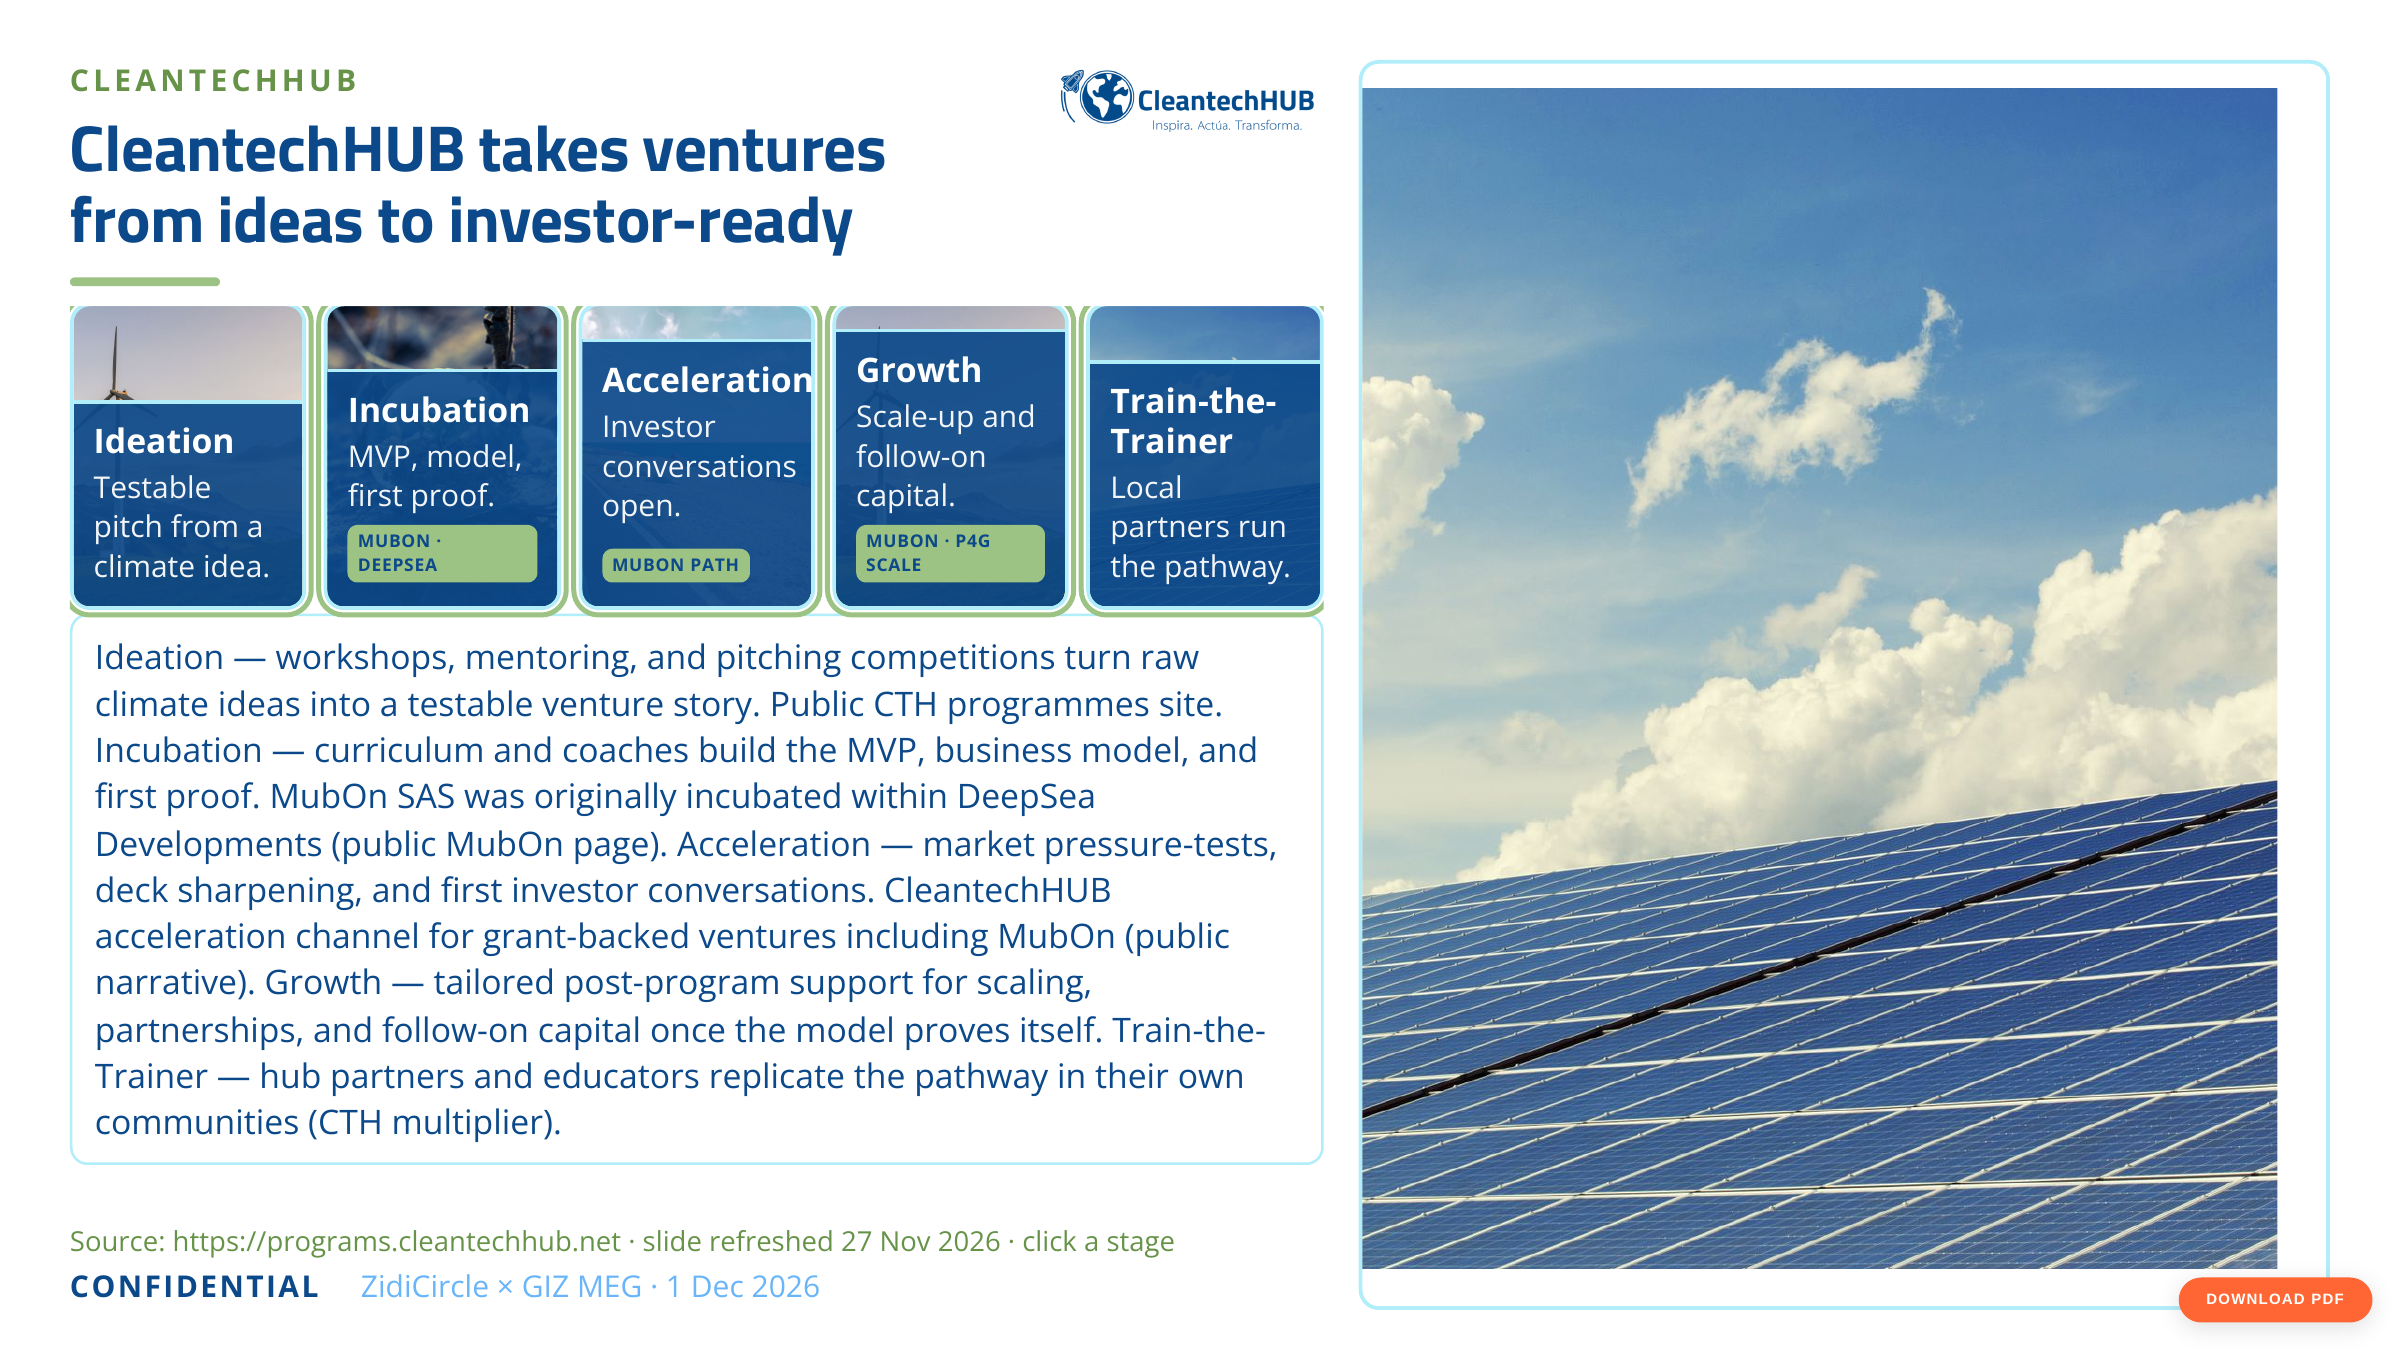 CLEANTECHHUB
CleantechHUB
Inspira. Actúa. Transforma.
CleantechHUB takes ventures
from ideas to investor-ready
Ideation
Testable
pitch from a
climate idea.
Incubation
MVP, model,
first proof.
MUBON ·
DEEPSEA
Acceleration
Investor
conversations
open.
MUBON PATH
Growth
Scale-up and
follow-on
capital.
MUBON · P4G
SCALE
Train-the-
Trainer
Local
partners run
the pathway.
Ideation — workshops, mentoring, and pitching competitions turn raw
climate ideas into a testable venture story. Public CTH programmes site.
Incubation — curriculum and coaches build the MVP, business model, and
first proof. MubOn SAS was originally incubated within DeepSea
Developments (public MubOn page). Acceleration — market pressure-tests,
deck sharpening, and first investor conversations. CleantechHUB
acceleration channel for grant-backed ventures including MubOn (public
narrative). Growth — tailored post-program support for scaling,
partnerships, and follow-on capital once the model proves itself. Train-the-
Trainer — hub partners and educators replicate the pathway in their own
communities (CTH multiplier).
Source: https://programs.cleantechhub.net · slide refreshed 27 Nov 2026 · click a stage
CONFIDENTIAL ZidiCircle × GIZ MEG · 1 Dec 2026
DOWNLOAD PDF